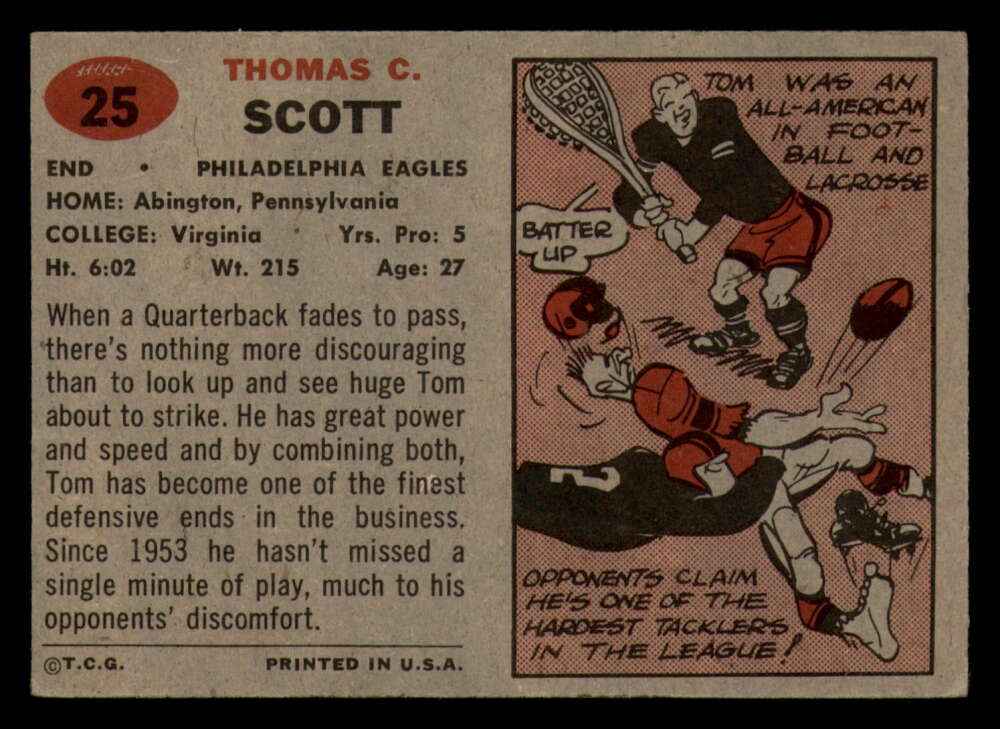 25
THOMAS C.
SCOTT
END • PHILADELPHIA EAGLES
HOME: Abington, Pennsylvania
COLLEGE: Virginia Yrs. Pro: 5
Ht. 6:02 Wt. 215 Age: 27
When a Quarterback fades to pass,
there's nothing more discouraging
than to look up and see huge Tom
about to strike. He has great power
and speed and by combining both,
Tom has become one of the finest
defensive ends in the business.
Since 1953 he hasn't missed a
single minute of play, much to his
opponents' discomfort.
©T.C.G. PRINTED IN U.S.A.
TOM WAS AN
ALL-AMERICAN
IN FOOT-
BALL AND
LACROSSE
BATTER
UP
2
OPPONENTS CLAIM
HE'S ONE OF THE
HARDEST TACKLERS
IN THE LEAGUE!